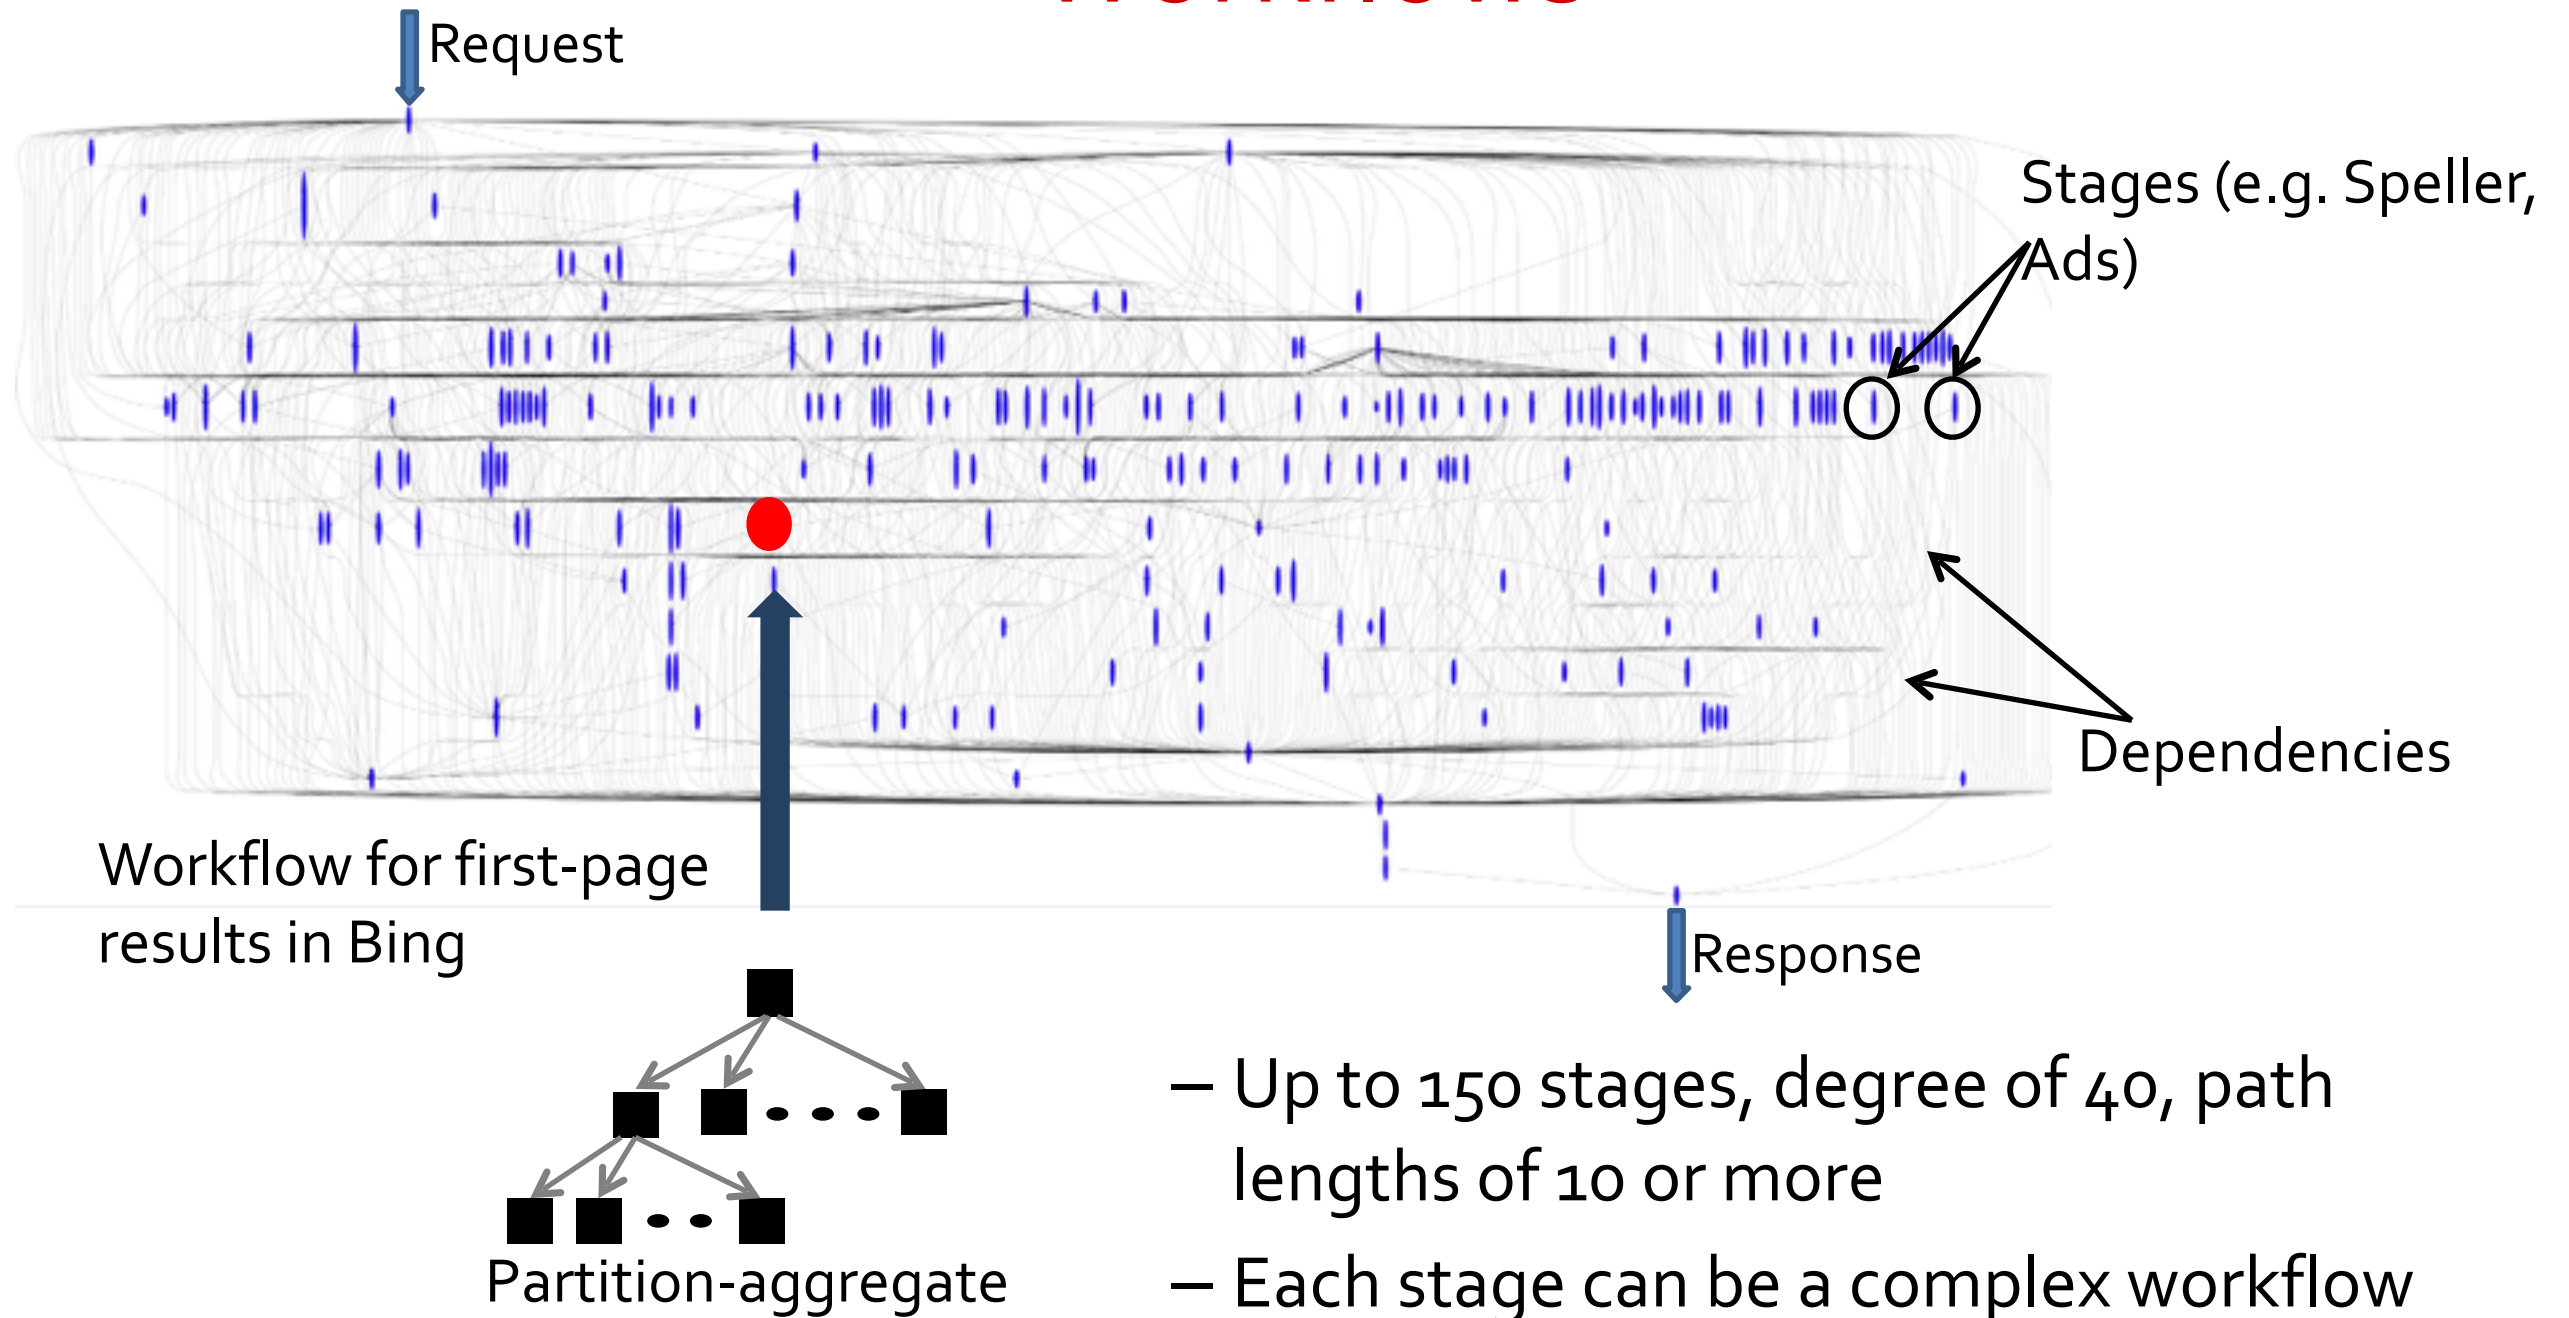 Workflows
Request
Stages (e.g. Speller,
Ads)
Dependencies
Workflow for first-page
results in Bing
Response
Partition-aggregate
– Up to 150 stages, degree of 40, path
lengths of 10 or more
– Each stage can be a complex workflow